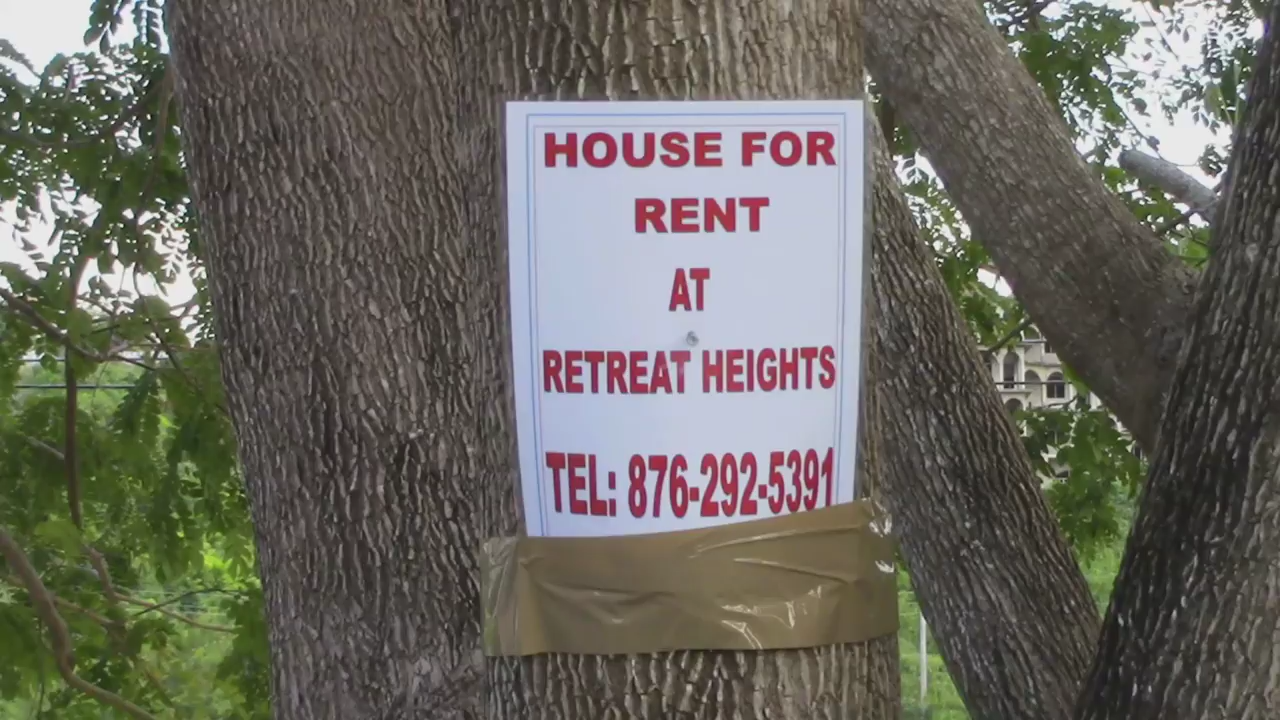 HOUSE FOR
RENT
AT
RETREAT HEIGHTS
TEL: 876-292-5391